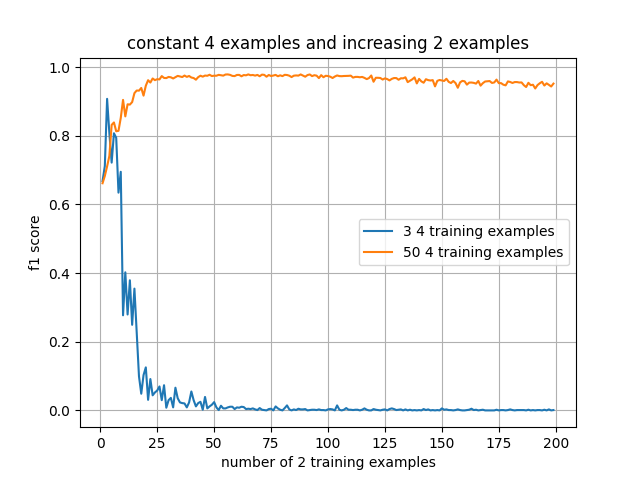 constant 4 examples and increasing 2 examples
1.0
0.8
0.6
0.4
0.2
0.0
f1 score
3 4 training examples
50 4 training examples
0 25 50 75 100 125 150 175 200
number of 2 training examples